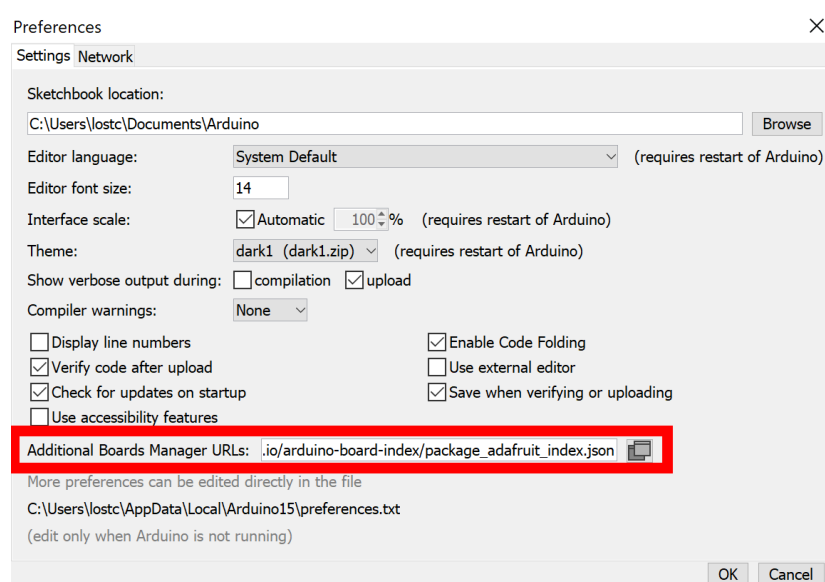 Preferences
Settings Network
Sketchbook location:
C:\Users\lostc\Documents\Arduino Browse
Editor language: System Default (requires restart of Arduino)
Editor font size: 14
Interface scale: Automatic 100 % (requires restart of Arduino)
Theme: dark1 (dark1.zip) (requires restart of Arduino)
Show verbose output during: compilation upload
Compiler warnings: None
Display line numbers Enable Code Folding
Verify code after upload Use external editor
Check for updates on startup Save when verifying or uploading
Use accessibility features
Additional Boards Manager URLs: .io/arduino-board-index/package_adafruit_index.json
More preferences can be edited directly in the file
C:\Users\lostc\AppData\Local\Arduino15\preferences.txt
(edit only when Arduino is not running)
OK Cancel